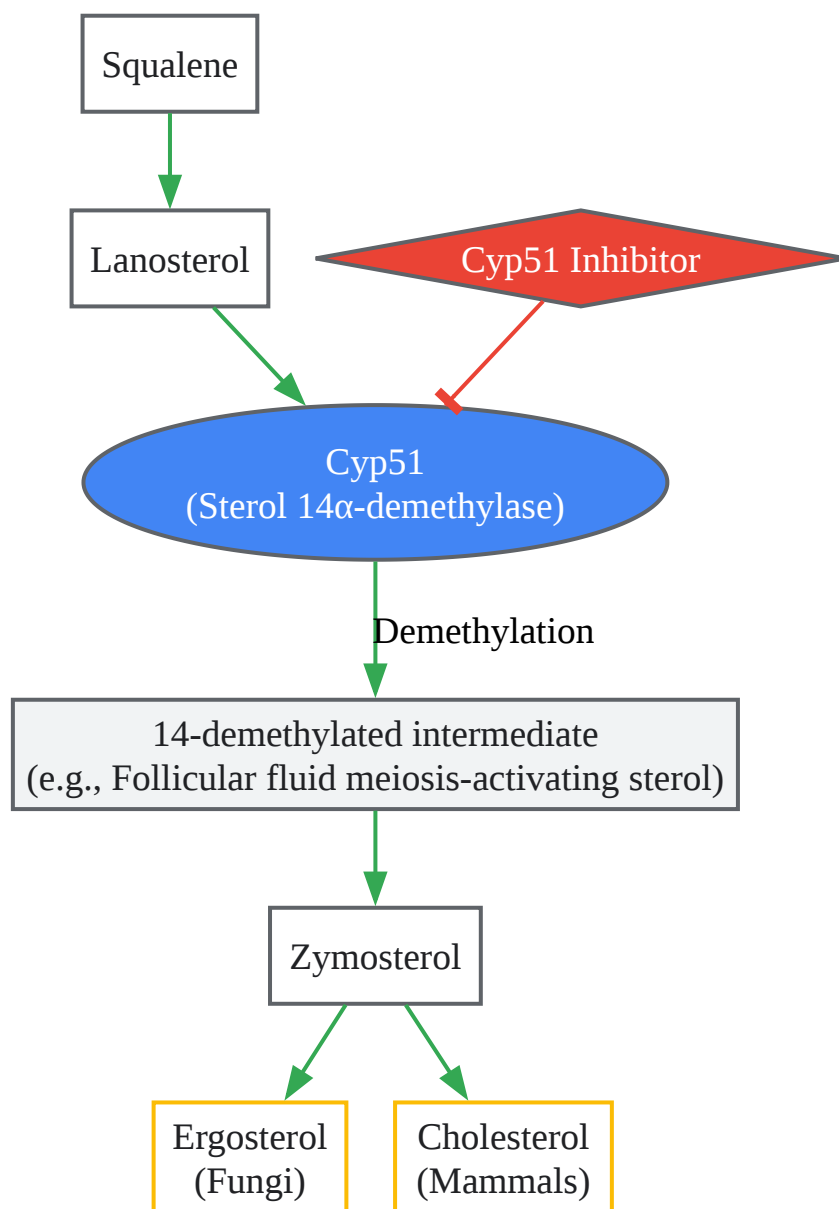 Squalene
Lanosterol
Cyp51 Inhibitor
Cyp51
(Sterol 14α-demethylase)
Demethylation
14-demethylated intermediate
(e.g., Follicular fluid meiosis-activating sterol)
Zymosterol
Ergosterol
(Fungi)
Cholesterol
(Mammals)